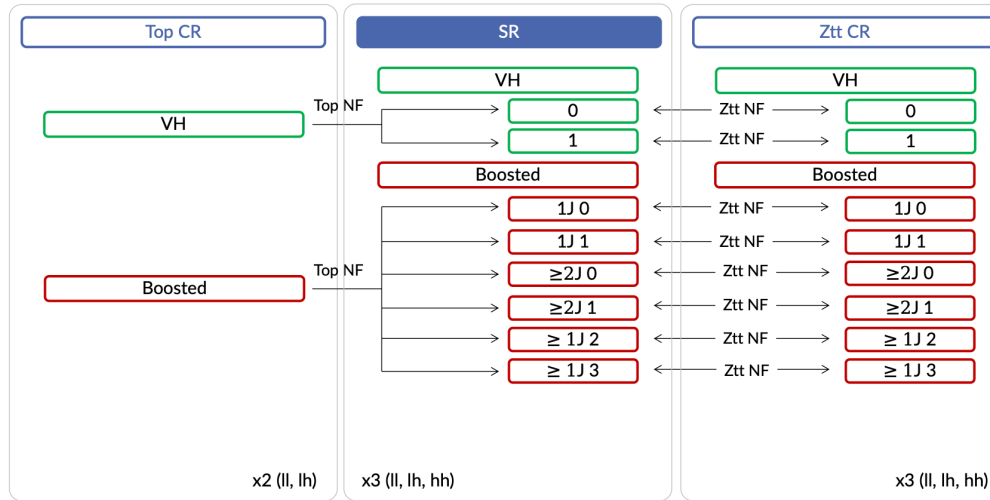 Top CR
SR
Ztt CR
VH
VH
Top NF
0
Ztt NF
0
VH
1
Ztt NF
1
Boosted
Boosted
1J 0
Ztt NF
1J 0
1J 1
Ztt NF
1J 1
Top NF
≥2J 0
Ztt NF
≥2J 0
Boosted
≥2J 1
Ztt NF
≥2J 1
≥ 1J 2
Ztt NF
≥ 1J 2
≥ 1J 3
Ztt NF
≥ 1J 3
x2 (ll, lh)
x3 (ll, lh, hh)
x3 (ll, lh, hh)